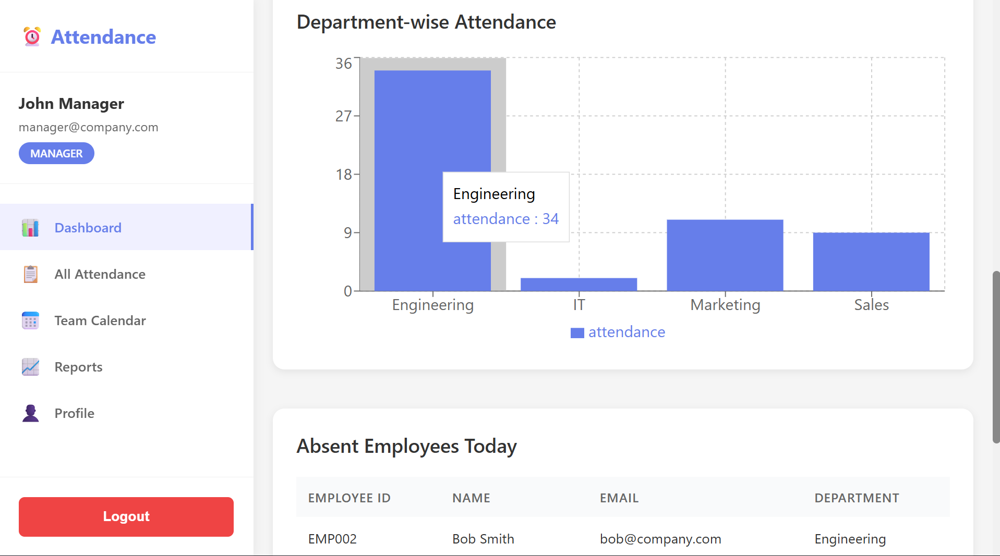 Attendance
John Manager
manager@company.com
MANAGER
Dashboard
All Attendance
Team Calendar
Reports
Profile
Logout
Department-wise Attendance
36
27
18
9
0
Engineering
attendance : 34
Engineering IT Marketing Sales
attendance
Absent Employees Today
EMPLOYEE ID NAME EMAIL DEPARTMENT
EMP002 Bob Smith bob@company.com Engineering